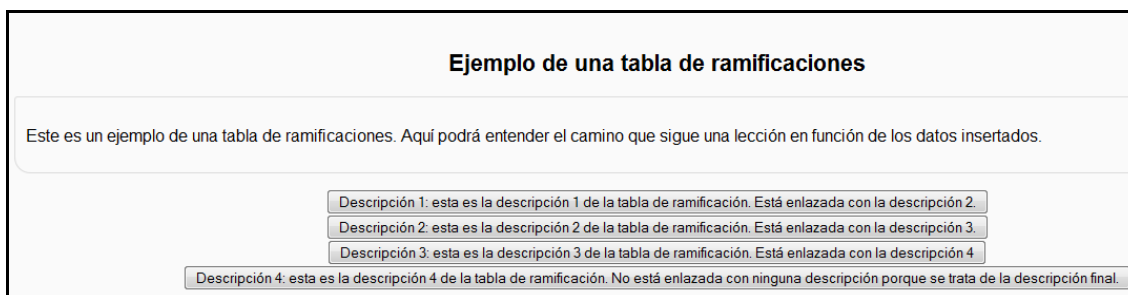 Ejemplo de una tabla de ramificaciones
Este es un ejemplo de una tabla de ramificaciones. Aquí podrá entender el camino que sigue una lección en función de los datos insertados.
Descripción 1: esta es la descripción 1 de la tabla de ramificación. Está enlazada con la descripción 2.
Descripción 2: esta es la descripción 2 de la tabla de ramificación. Está enlazada con la descripción 3.
Descripción 3: esta es la descripción 3 de la tabla de ramificación. Está enlazada con la descripción 4
Descripción 4: esta es la descripción 4 de la tabla de ramificación. No está enlazada con ninguna descripción porque se trata de la descripción final.